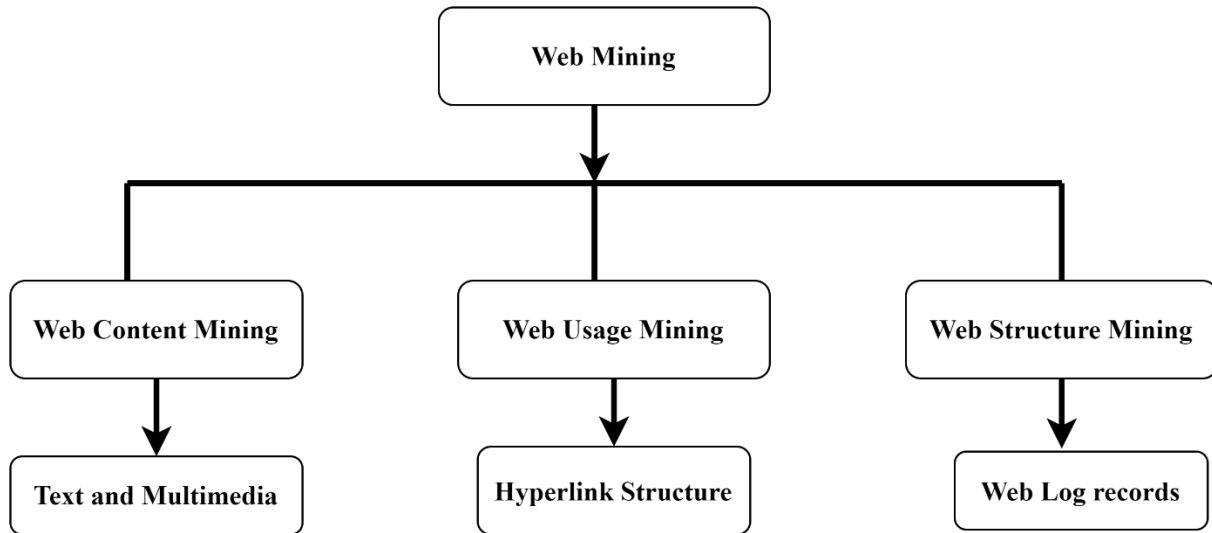 Web Mining
Web Content Mining
Web Usage Mining
Web Structure Mining
Text and Multimedia
Hyperlink Structure
Web Log records